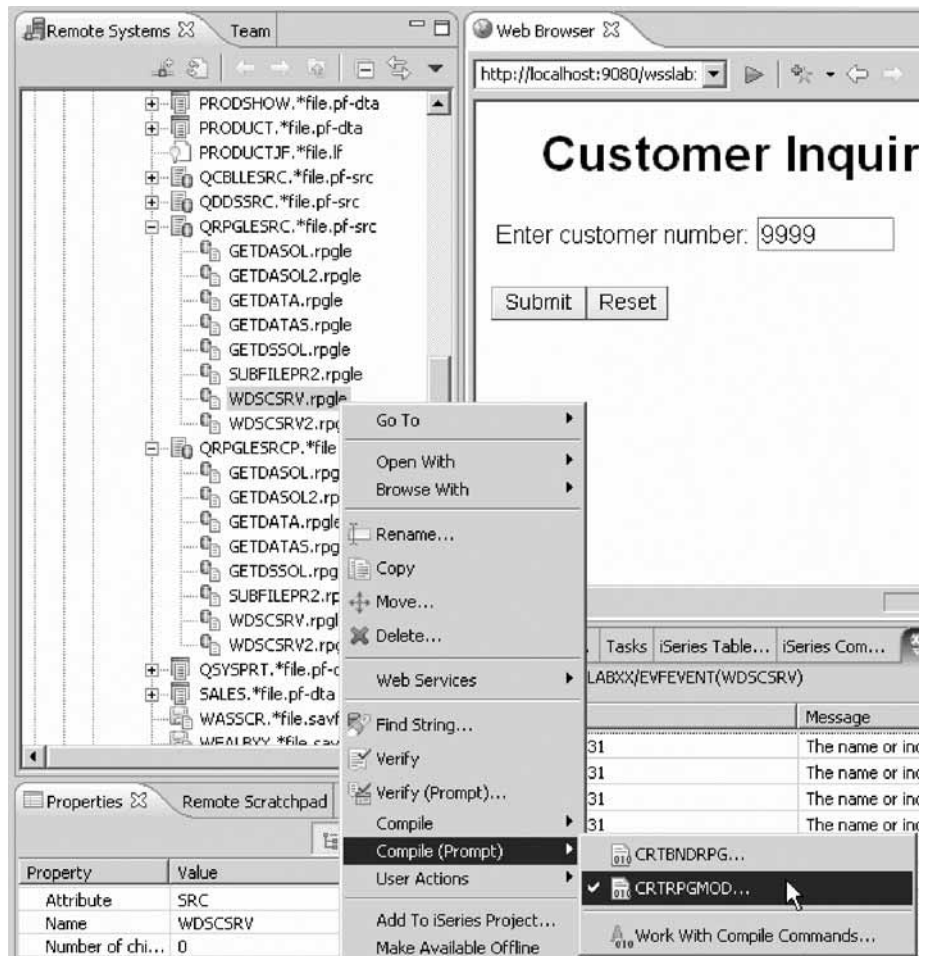 Remote Systems
Team
PRODSHOW.*file.pf-dta
PRODUCT.*file.pf-dta
PRODUCTJF.*file.lf
QCBLLESRC.*file.pf-src
QDDSSRC.*file.pf-src
QRPGLESRC.*file.pf-src
GETDASOL.rpgle
GETDASOL2.rpgle
GETDATA.rpgle
GETDATAS.rpgle
GETDSSOL.rpgle
SUBFILEPR2.rpgle
WDSCSRV.rpgle
WDSCSRV2.rpg
QRPGLESRCP.*file
GETDASOL.rpg
GETDASOL2.rp
GETDATA.rpgle
GETDATAS.rpg
GETDSSOL.rpg
SUBFILEPR2.rp
WDSCSRV.rpgl
WDSCSRV2.rpg
QSYSPRT.*file.pf-d
SALES.*file.pf-dta
WASSCR.*file.savf
Web Browser
http://localhost:9080/wsslab:
Customer Inquir
Enter customer number: 9999
Submit Reset
Go To
Open With
Browse With
Rename...
Copy
Move...
Delete...
Web Services
Find String...
Verify
Verify (Prompt)...
Compile
Compile (Prompt)
User Actions
Add To iSeries Project...
Make Available Offline
CRTBNDRPG...
CRTRPGMOD...
Work With Compile Commands...
Tasks iSeries Table... iSeries Com...
LABXX/EVFEVENT(WDSCSRV)
Message
31 The name or ind
31 The name or ind
31 The name or ind
31 The name or ind
Properties
Remote Scratchpad
Property Value
Attribute SRC
Name WDSCSRV
Number of chi... 0